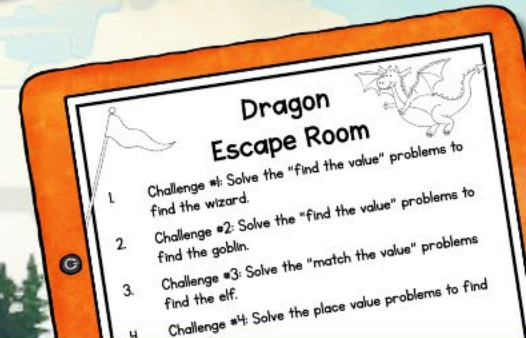 Dragon
Escape Room
1. Challenge #1: Solve the "find the value" problems to
find the wizard.
2. Challenge #2: Solve the "find the value" problems to
find the goblin.
3. Challenge #3: Solve the "match the value" problems
find the elf.
4. Challenge #4: Solve the place value problems to find